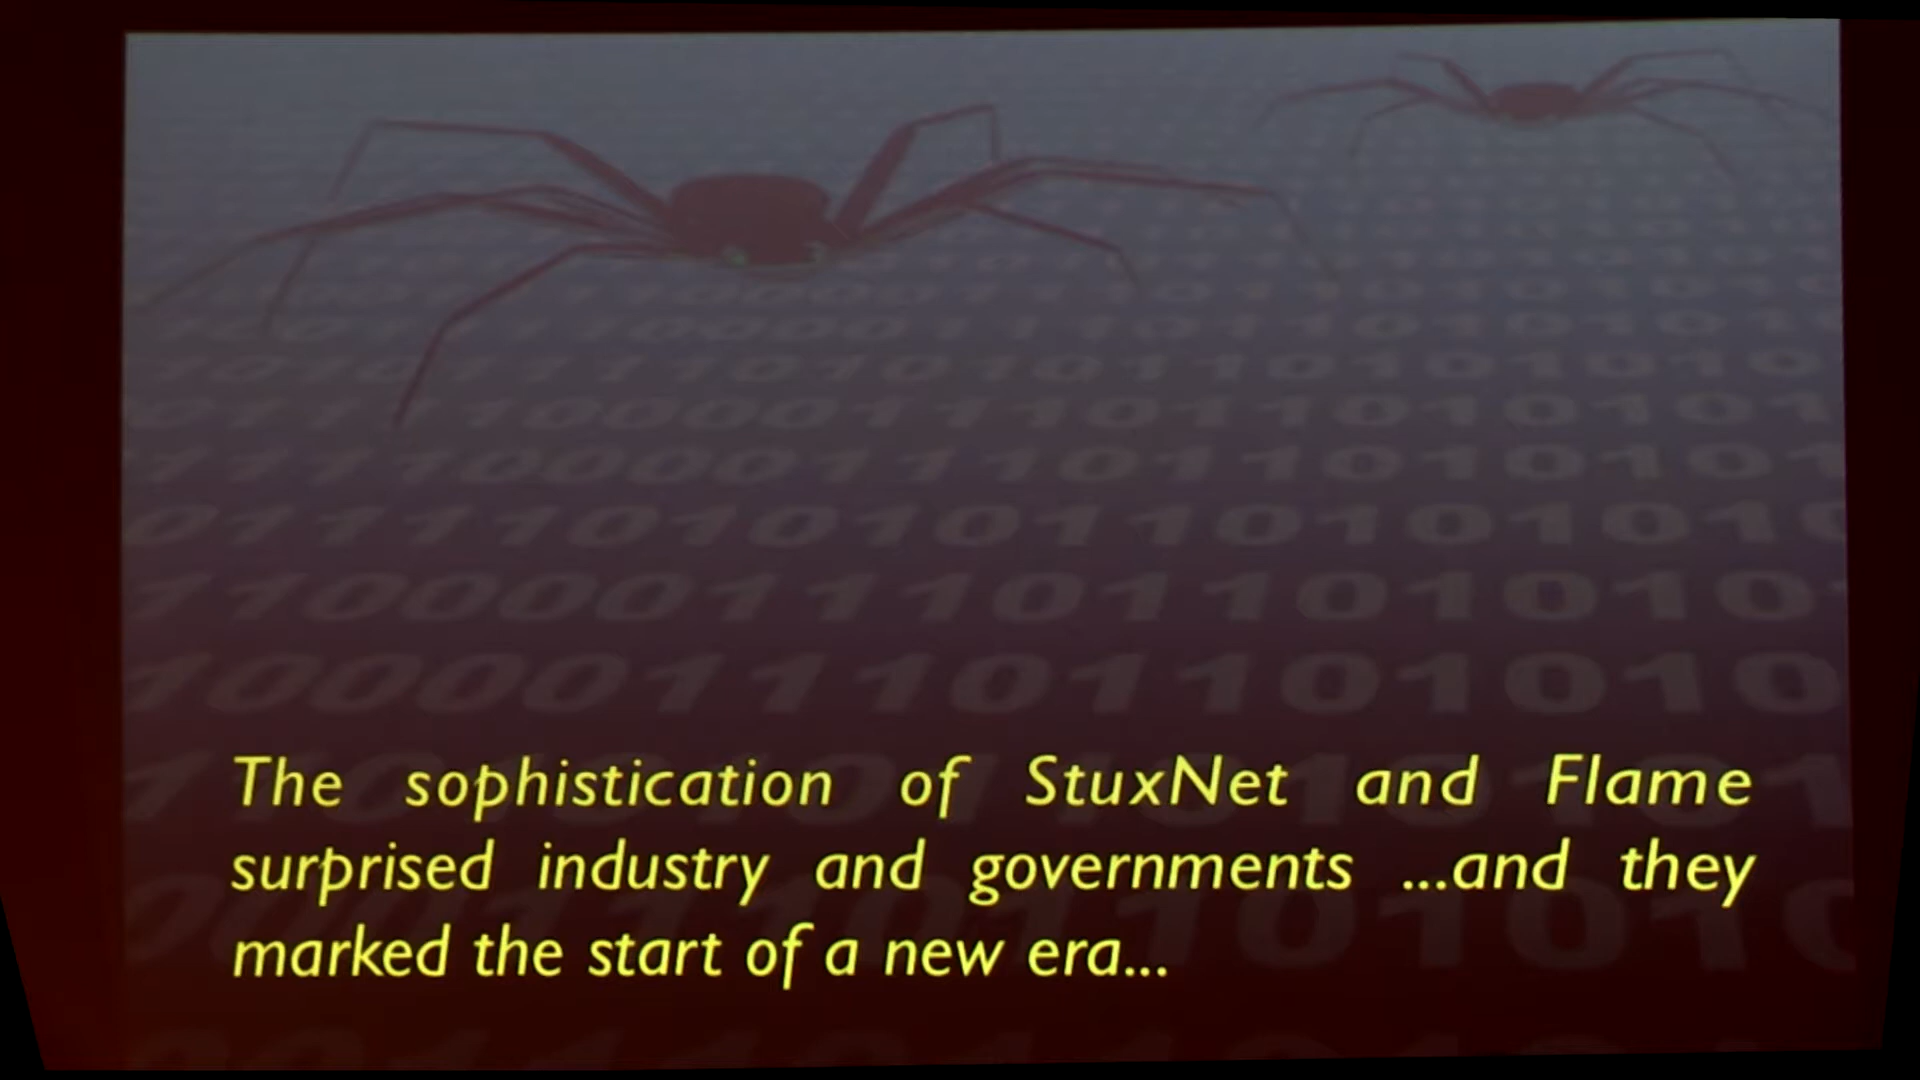 The sophistication of StuxNet and Flame
surprised industry and governments ...and they
marked the start of a new era...